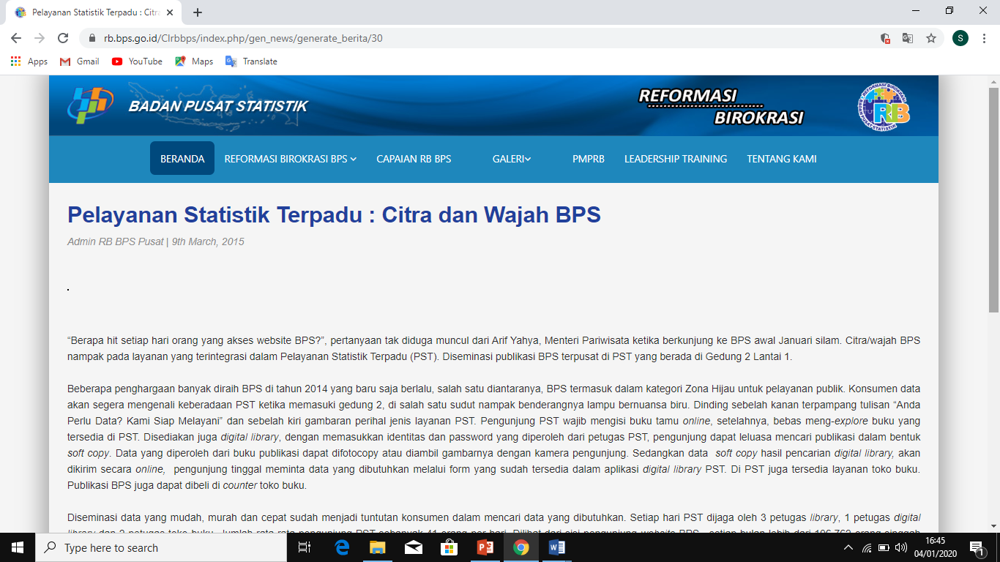 Pelayanan Statistik Terpadu : Citra
rb.bps.go.id/CIrbbps/index.php/gen_news/generate_berita/30
S
Apps Gmail YouTube Maps Translate
BADAN PUSAT STATISTIK
REFORMASI
BIROKRASI
RB
BERANDA REFORMASI BIROKRASI BPS CAPAIAN RB BPS GALERI PMPRB LEADERSHIP TRAINING TENTANG KAMI
Pelayanan Statistik Terpadu : Citra dan Wajah BPS
Admin RB BPS Pusat | 9th March, 2015
.
“Berapa hit setiap hari orang yang akses website BPS?”, pertanyaan tak diduga muncul dari Arif Yahya, Menteri Pariwisata ketika berkunjung ke BPS awal Januari silam. Citra/wajah BPS
nampak pada layanan yang terintegrasi dalam Pelayanan Statistik Terpadu (PST). Diseminasi publikasi BPS terpusat di PST yang berada di Gedung 2 Lantai 1.
Beberapa penghargaan banyak diraih BPS di tahun 2014 yang baru saja berlalu, salah satu diantaranya, BPS termasuk dalam kategori Zona Hijau untuk pelayanan publik. Konsumen data
akan segera mengenali keberadaan PST ketika memasuki gedung 2, di salah satu sudut nampak benderangnya lampu bernuansa biru. Dinding sebelah kanan terpampang tulisan “Anda
Perlu Data? Kami Siap Melayani” dan sebelah kiri gambaran perihal jenis layanan PST. Pengunjung PST wajib mengisi buku tamu online, setelahnya, bebas meng-explore buku yang
tersedia di PST. Disediakan juga digital library, dengan memasukkan identitas dan password yang diperoleh dari petugas PST, pengunjung dapat leluasa mencari publikasi dalam bentuk
soft copy. Data yang diperoleh dari buku publikasi dapat difotocopy atau diambil gambarnya dengan kamera pengunjung. Sedangkan data soft copy hasil pencarian digital library, akan
dikirim secara online, pengunjung tinggal meminta data yang dibutuhkan melalui form yang sudah tersedia dalam aplikasi digital library PST. Di PST juga tersedia layanan toko buku.
Publikasi BPS juga dapat dibeli di counter toko buku.
Diseminasi data yang mudah, murah dan cepat sudah menjadi tuntutan konsumen dalam mencari data yang dibutuhkan. Setiap hari PST dijaga oleh 3 petugas library, 1 petugas digital
library dan 2 petugas toko buku. Jumlah rata-rata pengunjung PST sebanyak 41 orang per hari. Dilihat dari sisi pengunjung website BPS, setiap bulan lebih dari 196.762 orang singgah
Type here to search
16:45
04/01/2020
1